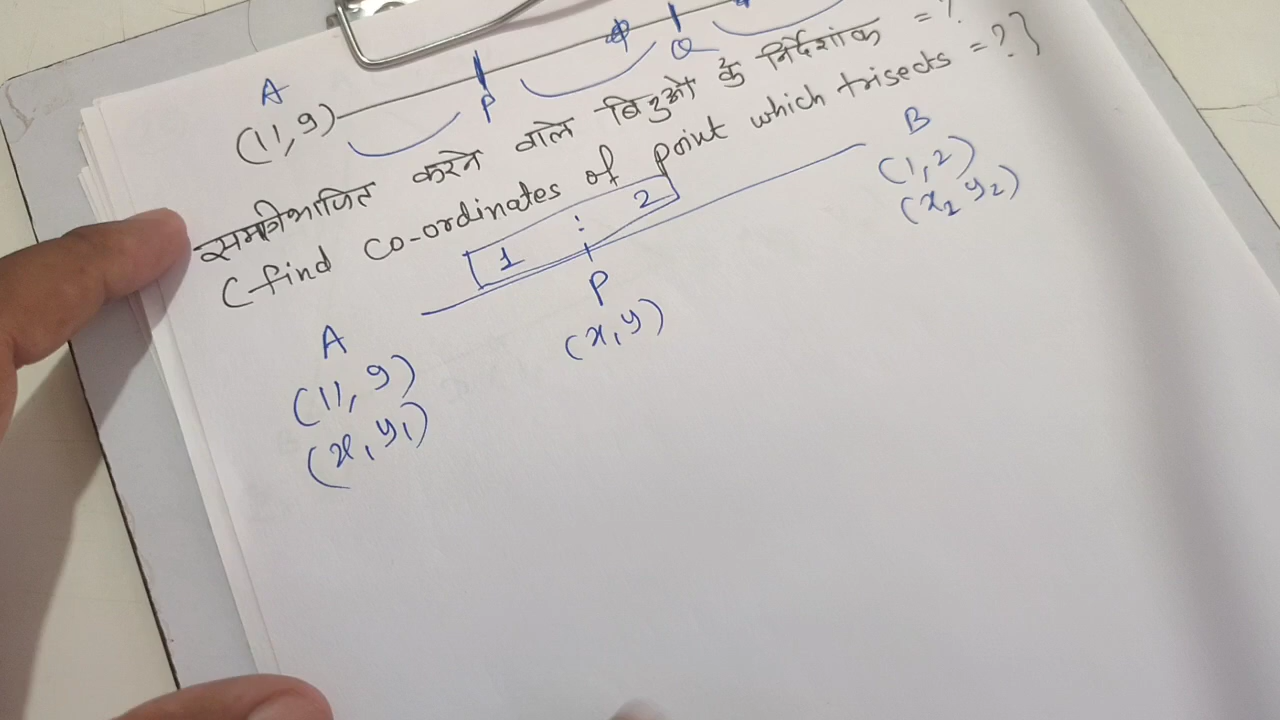 A
(11, 9)
P
Q
समत्रिभाजित करने वाले बिन्दुओं के निर्देशांक = ?
(find co-ordinates of point which trisects = ?)
1 : 2
B
(1, 2)
(x2 y2)
P
(x, y)
A
(11, 9)
(x, y1)